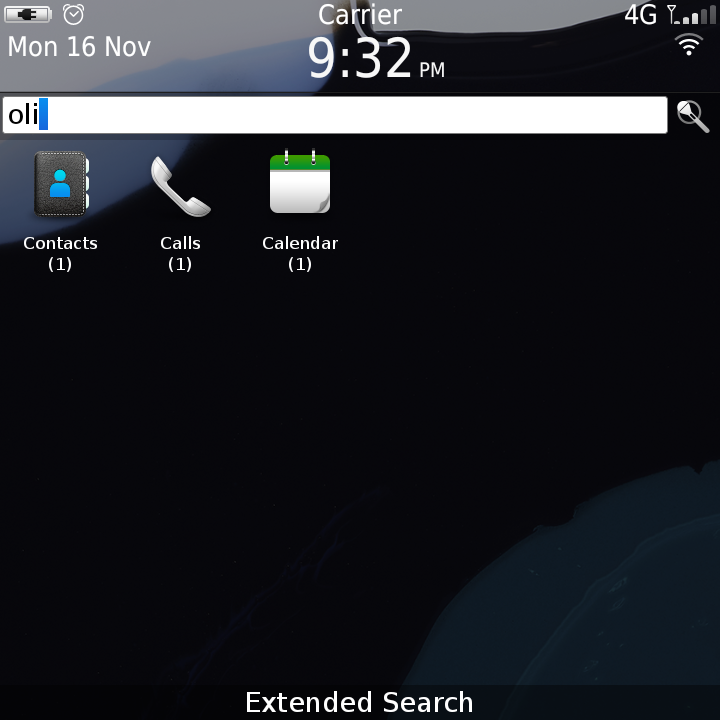 Carrier
4G
Mon 16 Nov
9:32 PM
oli
Contacts
(1)
Calls
(1)
Calendar
(1)
Extended Search